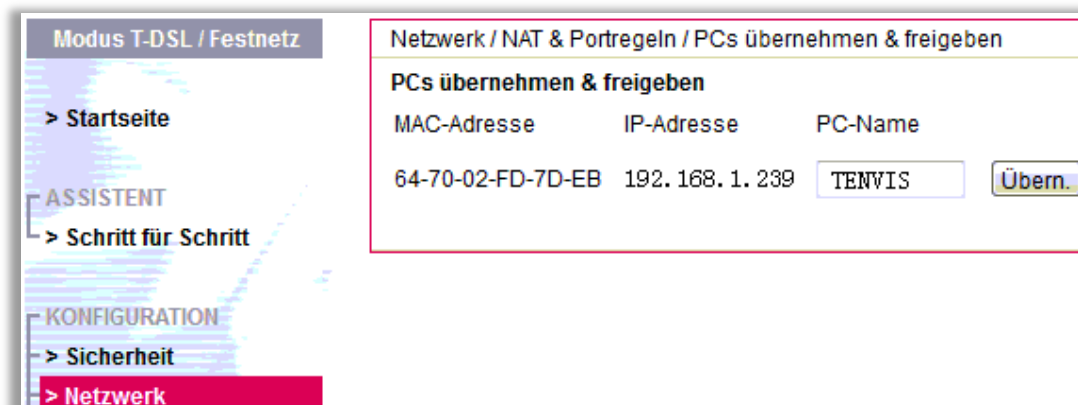 Modus T-DSL / Festnetz
> Startseite
ASSISTENT
> Schritt für Schritt
KONFIGURATION
> Sicherheit
> Netzwerk
Netzwerk / NAT & Portregeln / PCs übernehmen & freigeben
PCs übernehmen & freigeben
MAC-Adresse IP-Adresse PC-Name
64-70-02-FD-7D-EB 192.168.1.239 TENVIS Übern.